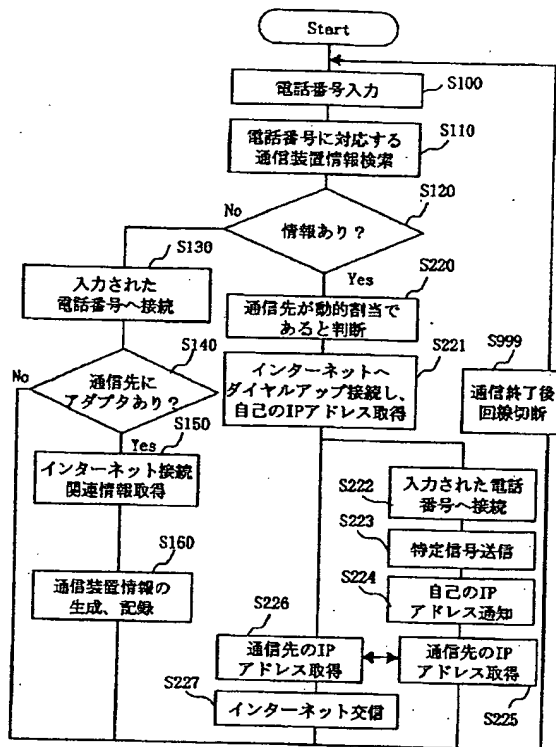 Start
電話番号入力
S100
電話番号に対応する
通信装置情報検索
S110
情報あり?
S120
No
Yes
S130
入力された
電話番号へ接続
S220
通信先が動的割当で
あると判断
S140
通信先に
アダプタあり?
No
Yes
S221
インターネットへ
ダイヤルアップ接続し、
自己のIPアドレス取得
S999
通信終了後
回線切断
S150
インターネット接続
関連情報取得
S222
入力された電話
番号へ接続
S223
特定信号送信
S160
通信装置情報の
生成、記録
S224
自己のIP
アドレス通知
S226
通信先のIP
アドレス取得
通信先のIP
アドレス取得
S225
S227
インターネット交信